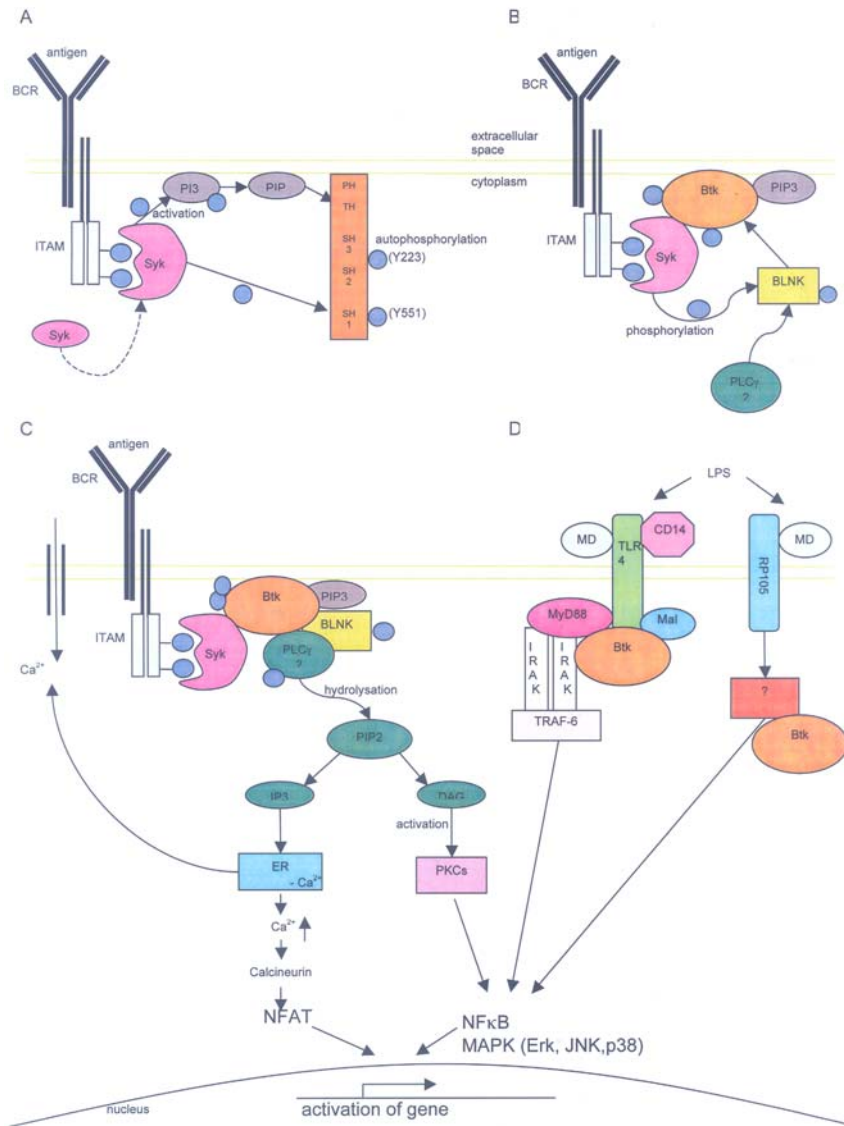 A
antigen
BCR
ITAM
Syk
Syk
activation
PI3
PIP
PH
TH
SH
3
SH
2
SH
1
autophosphorylation
(Y223)
(Y551)
B
antigen
BCR
extracellular
space
cytoplasm
ITAM
Syk
Btk
PIP3
BLNK
phosphorylation
PLCγ
2
C
antigen
BCR
ITAM
Ca²⁺
Syk
Btk
PIP3
BLNK
PLCγ
2
hydrolysation
PIP2
IP3
DAG
activation
ER
- Ca²⁺
PKCs
Ca²⁺
Calcineurin
NFAT
D
LPS
MD
TLR
4
CD14
MyD88
Mal
IRAK
IRAK
Btk
TRAF-6
RP105
MD
?
Btk
NFκB
MAPK (Erk, JNK,p38)
nucleus
activation of gene